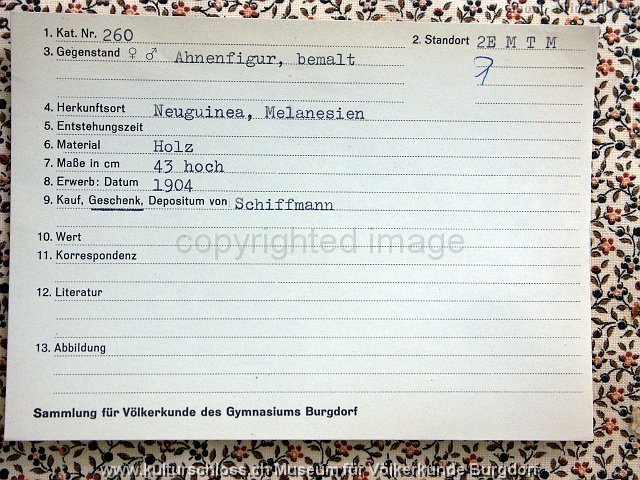 1. Kat. Nr. 260
2. Standort 2E M T M
3. Gegenstand ♀ ♂ Ahnenfigur, bemalt
7
4. Herkunftsort Neuguinea, Melanesien
5. Entstehungszeit
6. Material Holz
7. Maße in cm 43 hoch
8. Erwerb: Datum 1904
9. Kauf, Geschenk, Depositum von Schiffmann
10. Wert
copyrighted image
11. Korrespondenz
12. Literatur
13. Abbildung
Sammlung für Völkerkunde des Gymnasiums Burgdorf
www.kulturschloss.ch Museum für Völkerkunde Burgdorf